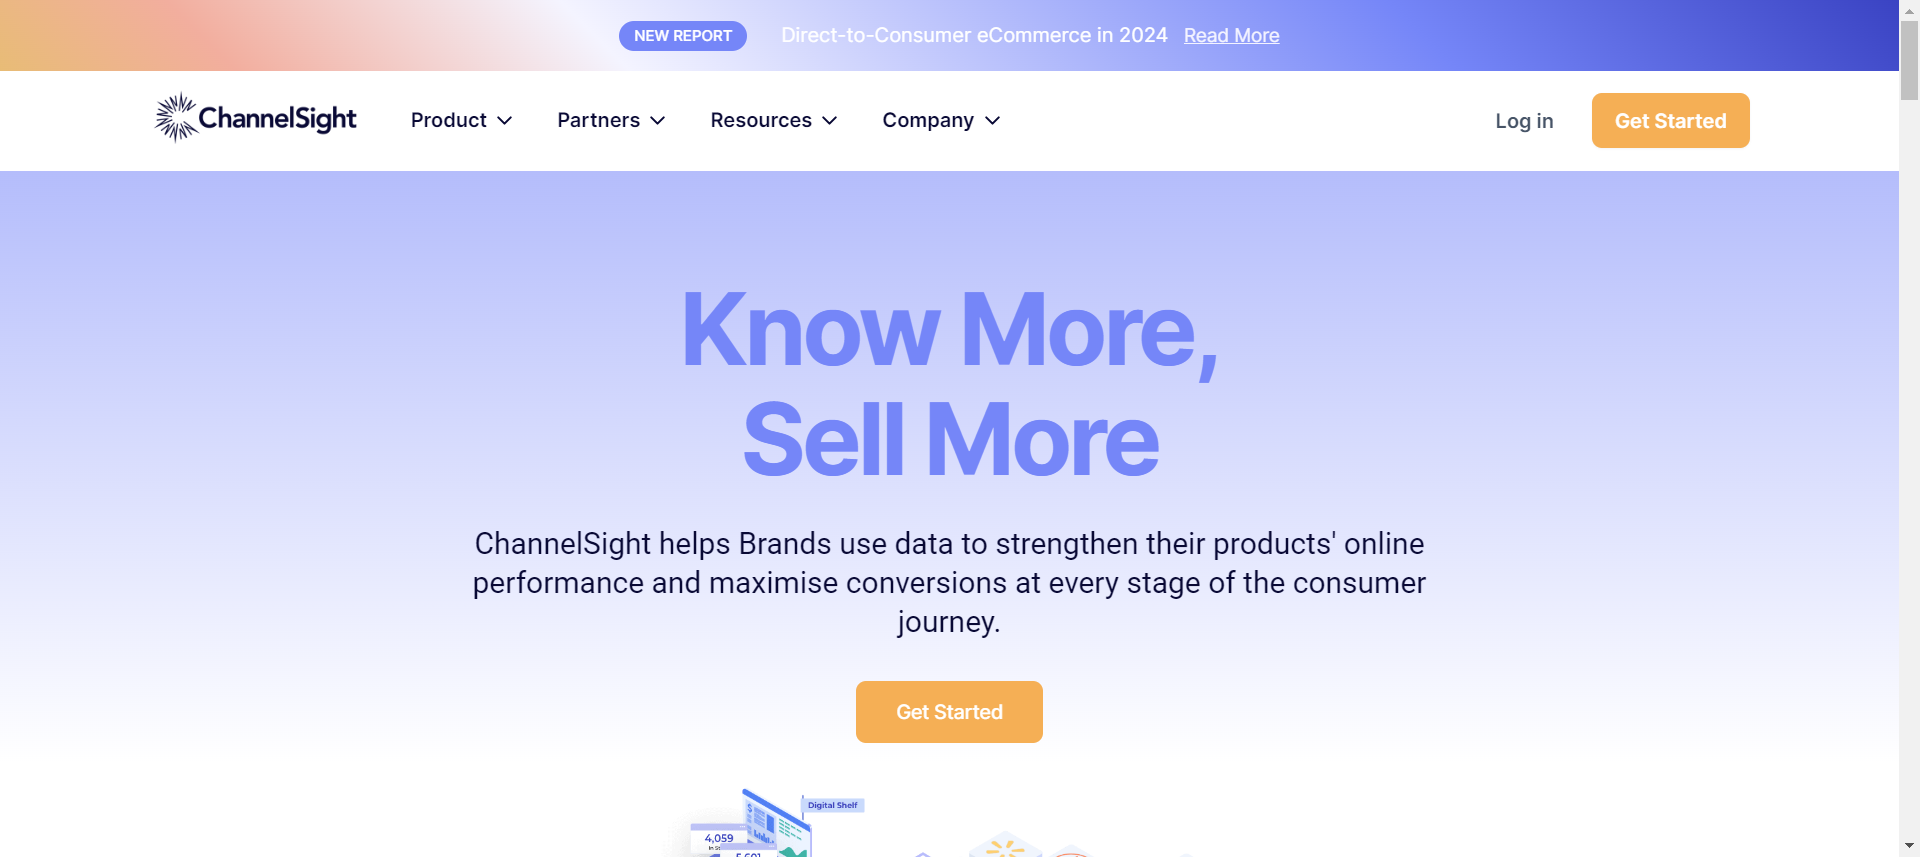 NEW REPORT Direct-to-Consumer eCommerce in 2024 Read More
ChannelSight Product Partners Resources Company Log in Get Started
Know More,
Sell More
ChannelSight helps Brands use data to strengthen their products' online
performance and maximise conversions at every stage of the consumer
journey.
Get Started
Digital Shelf
4,059